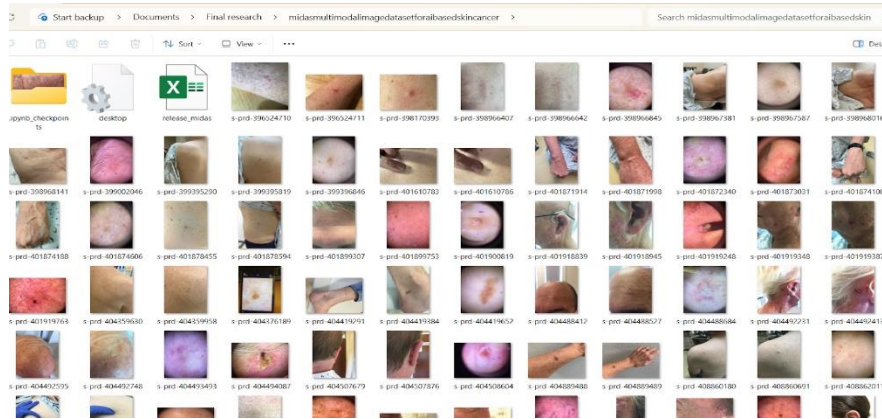 Start backup > Documents > Final research > midasmultimodalimagedatasetforaibasedskincancer >
Search midasmultimodalimagedatasetforaibasedskin
Sort
View
desktop
release_midas
s-prd-396524710
s-prd-396524711
s-prd-398170393
s-prd-398966407
s-prd-398966642
s-prd-398966845
s-prd-398967381
s-prd-398967587
s-prd-398968141
s-prd-399002046
s-prd-399395290
s-prd-399395819
s-prd-399396846
s-prd-401610783
s-prd-401610786
s-prd-401871914
s-prd-401871998
s-prd-401872340
s-prd-401873031
s-prd-401874188
s-prd-401874606
s-prd-401878455
s-prd-401878594
s-prd-401899307
s-prd-401899753
s-prd-401900819
s-prd-401918839
s-prd-401918945
s-prd-401919248
s-prd-401919348
s-prd-401919763
s-prd-404359630
s-prd-404359958
s-prd-404376189
s-prd-404419291
s-prd-404419384
s-prd-404419652
s-prd-404488412
s-prd-404488527
s-prd-404488684
s-prd-404492231
s-prd-404492595
s-prd-404492748
s-prd-404493493
s-prd-404494087
s-prd-404507679
s-prd-404507876
s-prd-404508604
s-prd-404889488
s-prd-404889489
s-prd-408860180
s-prd-408860691